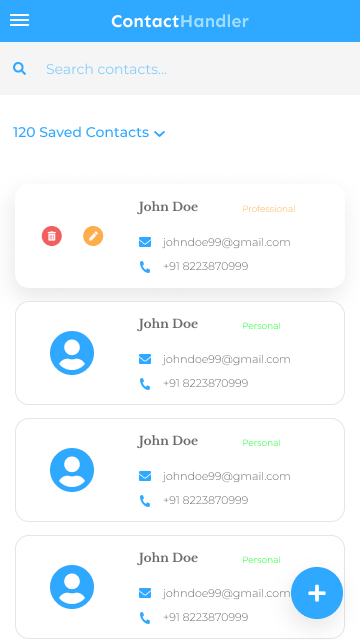 ContactHandler
Search contacts...
120 Saved Contacts
John Doe Professional
johndoe99@gmail.com
+91 8223870999
John Doe Personal
johndoe99@gmail.com
+91 8223870999
John Doe Personal
johndoe99@gmail.com
+91 8223870999
John Doe Personal
johndoe99@gmail.com
+91 8223870999